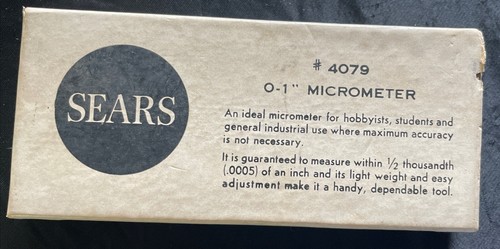 SEARS
# 4079
0-1" MICROMETER
An ideal micrometer for hobbyists, students and
general industrial use where maximum accuracy
is not necessary.
It is guaranteed to measure within ½ thousandth
(.0005) of an inch and its light weight and easy
adjustment make it a handy, dependable tool.